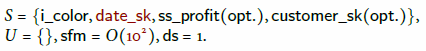 S = {i_color, date_sk, ss_profit(opt.), customer_sk(opt.)},
U = {}, sfm = O(10²), ds = 1.